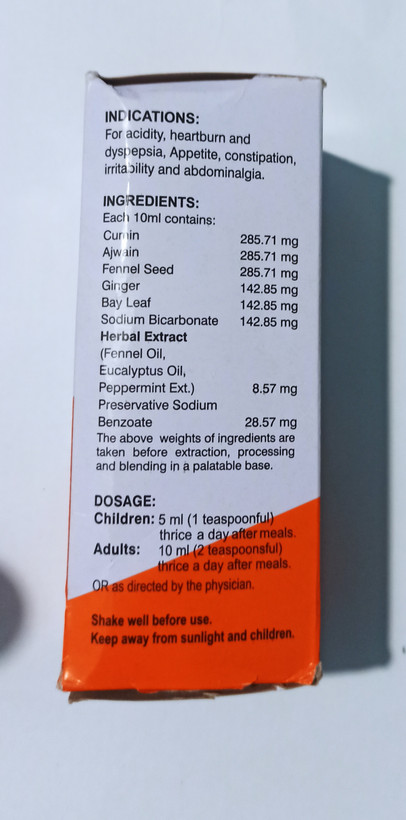 INDICATIONS:
For acidity, heartburn and
dyspepsia, Appetite, constipation,
irritability and abdominalgia.
INGREDIENTS:
Each 10ml contains:
Cumin 285.71 mg
Ajwain 285.71 mg
Fennel Seed 285.71 mg
Ginger 142.85 mg
Bay Leaf 142.85 mg
Sodium Bicarbonate 142.85 mg
Herbal Extract
(Fennel Oil,
Eucalyptus Oil,
Peppermint Ext.) 8.57 mg
Preservative Sodium
Benzoate 28.57 mg
The above weights of ingredients are
taken before extraction, processing
and blending in a palatable base.
DOSAGE:
Children: 5 ml (1 teaspoonful)
thrice a day after meals.
Adults: 10 ml (2 teaspoonsful)
thrice a day after meals.
OR as directed by the physician.
Shake well before use.
Keep away from sunlight and children.